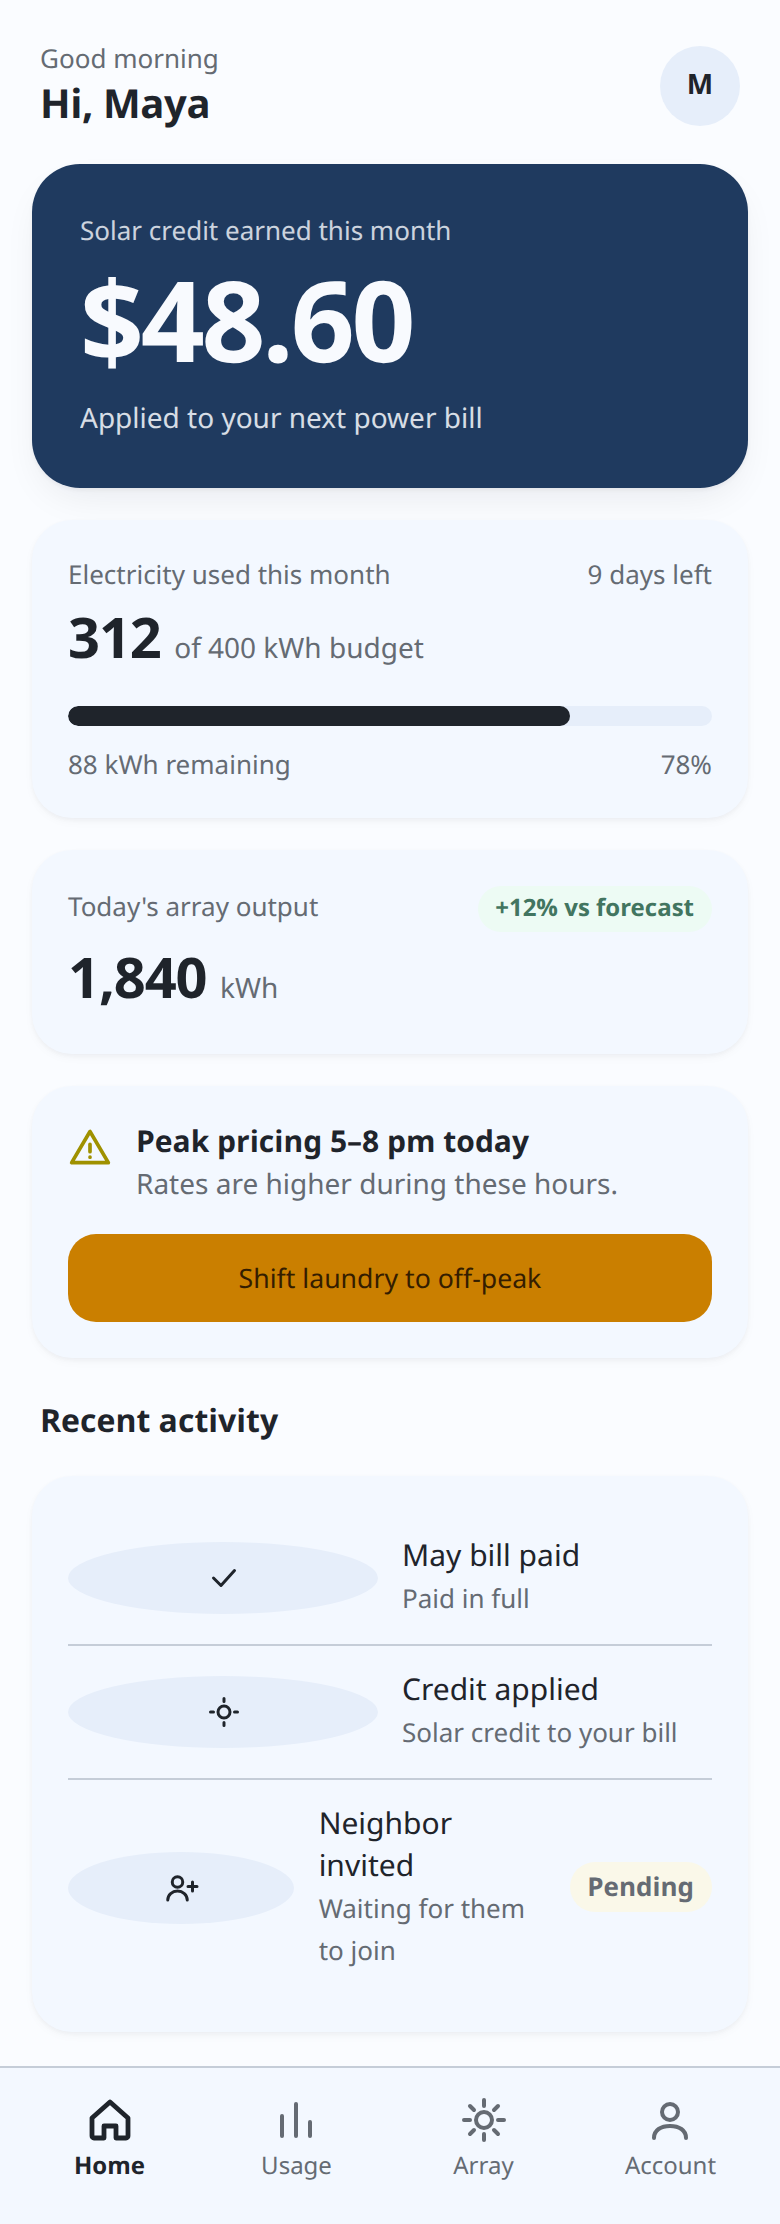 Good morning
Hi, Maya
M
Solar credit earned this month
$48.60
Applied to your next power bill
Electricity used this month
9 days left
312 of 400 kWh budget
88 kWh remaining
78%
Today's array output
+12% vs forecast
1,840 kWh
Peak pricing 5–8 pm today
Rates are higher during these hours.
Shift laundry to off-peak
Recent activity
May bill paid
Paid in full
Credit applied
Solar credit to your bill
Neighbor
invited
Waiting for them
to join
Pending
Home
Usage
Array
Account